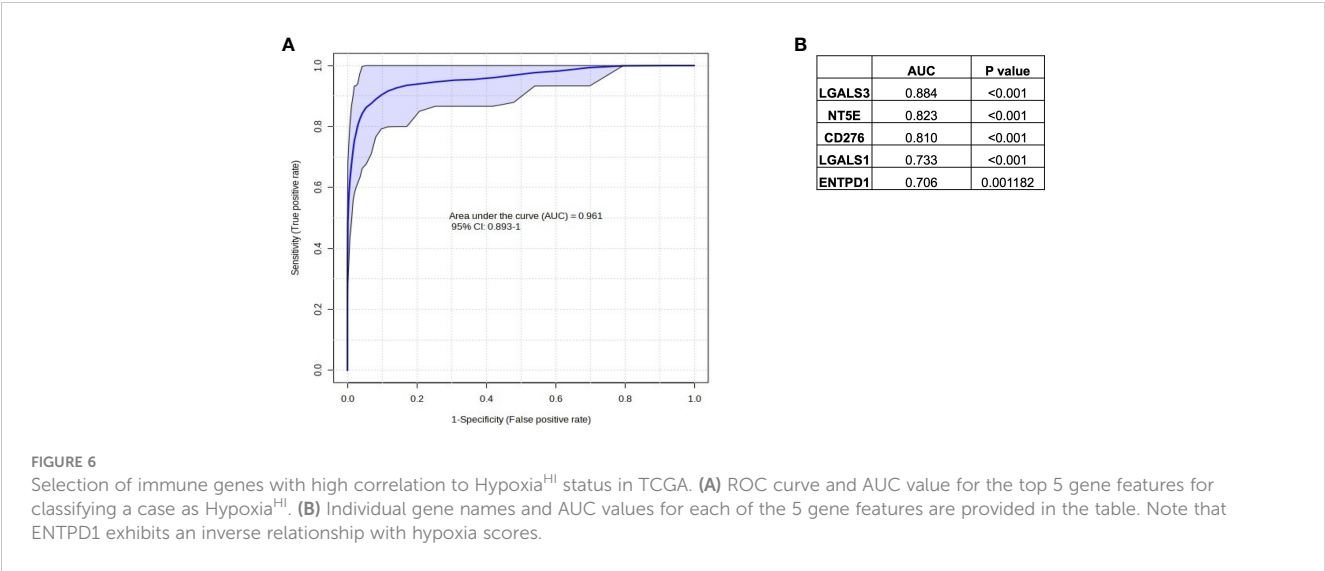 A
1.0
0.8
0.6
0.4
0.2
0.0
Sensitivity (True positive rate)
Area under the curve (AUC) = 0.961
95% CI: 0.893-1
0.0 0.2 0.4 0.6 0.8 1.0
1-Specificity (False positive rate)
B
AUC P value
LGALS3 0.884 <0.001
NT5E 0.823 <0.001
CD276 0.810 <0.001
LGALS1 0.733 <0.001
ENTPD1 0.706 0.001182
FIGURE 6
Selection of immune genes with high correlation to HypoxiaHI status in TCGA. (A) ROC curve and AUC value for the top 5 gene features for
classifying a case as HypoxiaHI. (B) Individual gene names and AUC values for each of the 5 gene features are provided in the table. Note that
ENTPD1 exhibits an inverse relationship with hypoxia scores.